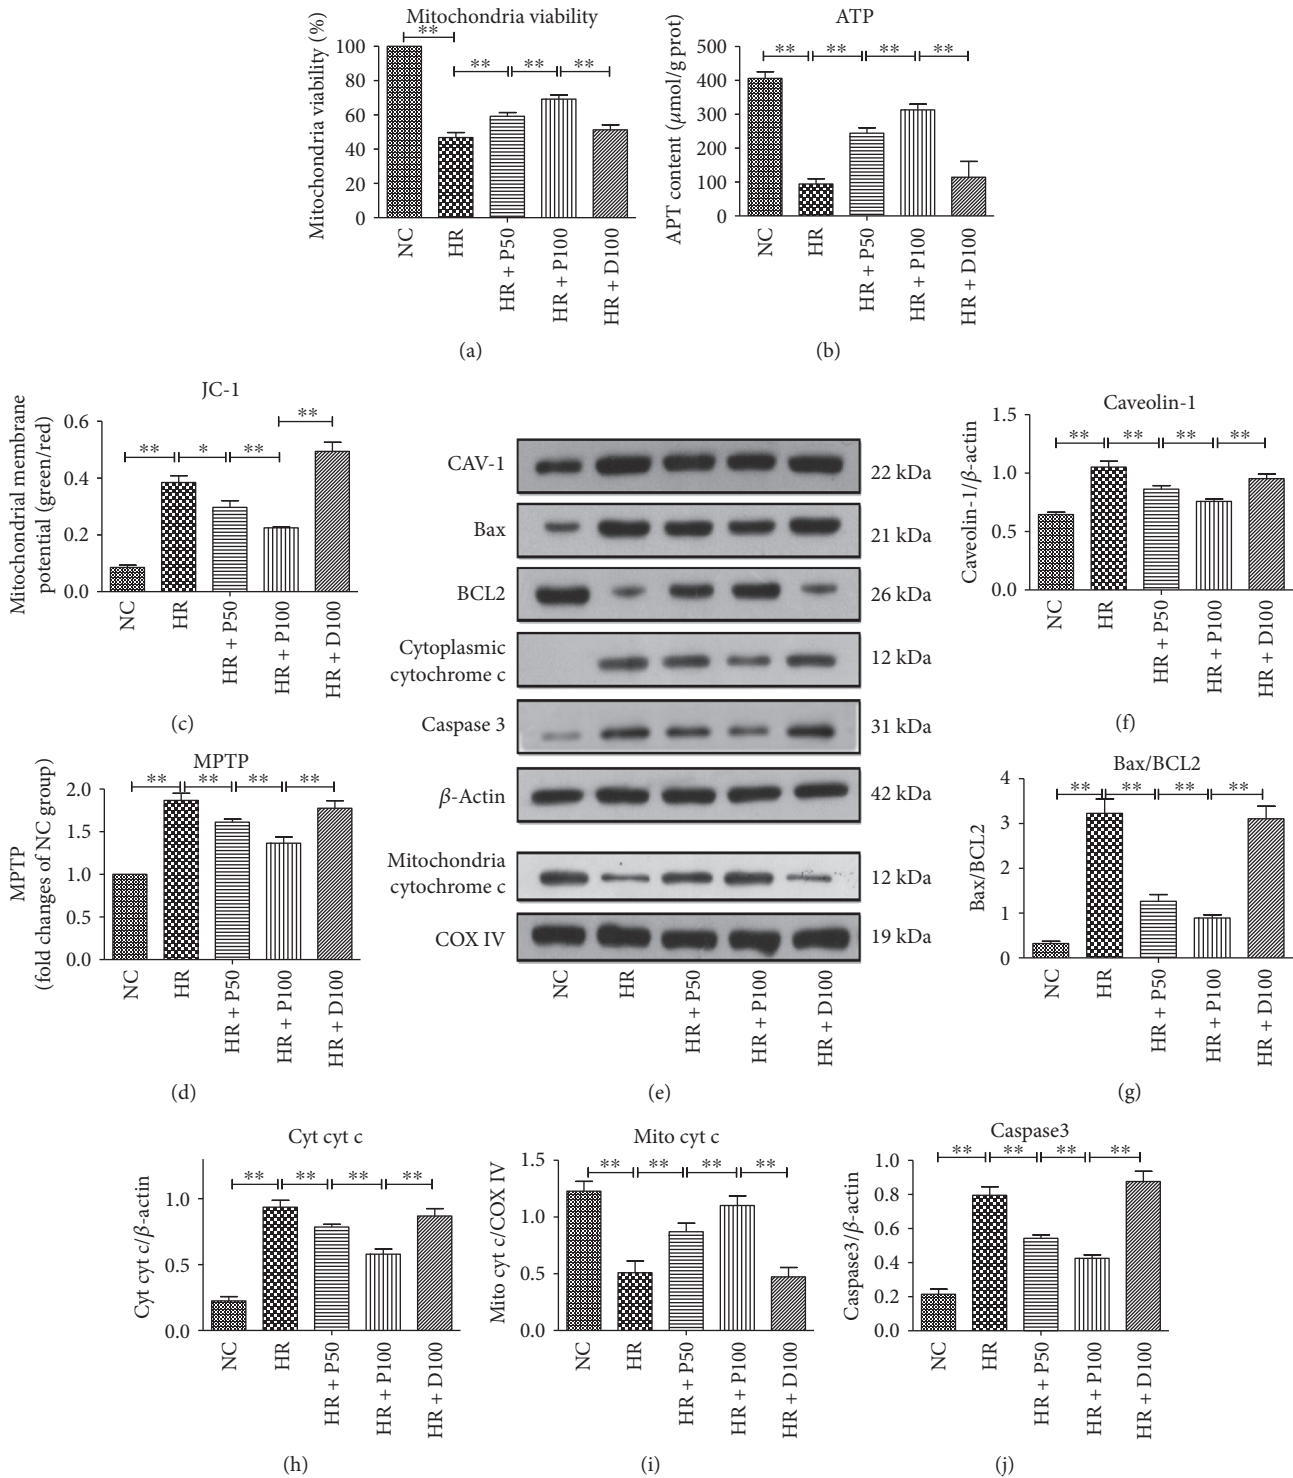 Mitochondria viability
Mitochondria viability (%)
100
80
60
40
20
0
**
** ** **
NC
HR
HR + P50
HR + P100
HR + D100
(a)
ATP
APT content (μmol/g prot)
500
400
300
200
100
0
** ** ** **
NC
HR
HR + P50
HR + P100
HR + D100
(b)
JC-1
Mitochondrial membrane
potential (green/red)
0.6
0.4
0.2
0.0
** * ** **
NC
HR
HR + P50
HR + P100
HR + D100
(c)
MPTP
MPTP
(fold changes of NC group)
2.0
1.5
1.0
0.5
0.0
** ** ** **
NC
HR
HR + P50
HR + P100
HR + D100
(d)
CAV-1 22 kDa
Bax 21 kDa
BCL2 26 kDa
Cytoplasmic
cytochrome c 12 kDa
Caspase 3 31 kDa
β-Actin 42 kDa
Mitochondria
cytochrome c 12 kDa
COX IV 19 kDa
NC
HR
HR + P50
HR + P100
HR + D100
(e)
Caveolin-1
Caveolin-1/β-actin
1.5
1.0
0.5
0.0
** ** ** **
NC
HR
HR + P50
HR + P100
HR + D100
(f)
Bax/BCL2
Bax/BCL2
4
3
2
1
0
** ** ** **
NC
HR
HR + P50
HR + P100
HR + D100
(g)
Cyt cyt c
Cyt cyt c/β-actin
1.0
0.5
0.0
** ** ** **
NC
HR
HR + P50
HR + P100
HR + D100
(h)
Mito cyt c
Mito cyt c/COX IV
1.5
1.0
0.5
0.0
** ** ** **
NC
HR
HR + P50
HR + P100
HR + D100
(i)
Caspase3
Caspase3/β-actin
1.0
0.8
0.6
0.4
0.2
0.0
** ** ** **
NC
HR
HR + P50
HR + P100
HR + D100
(j)